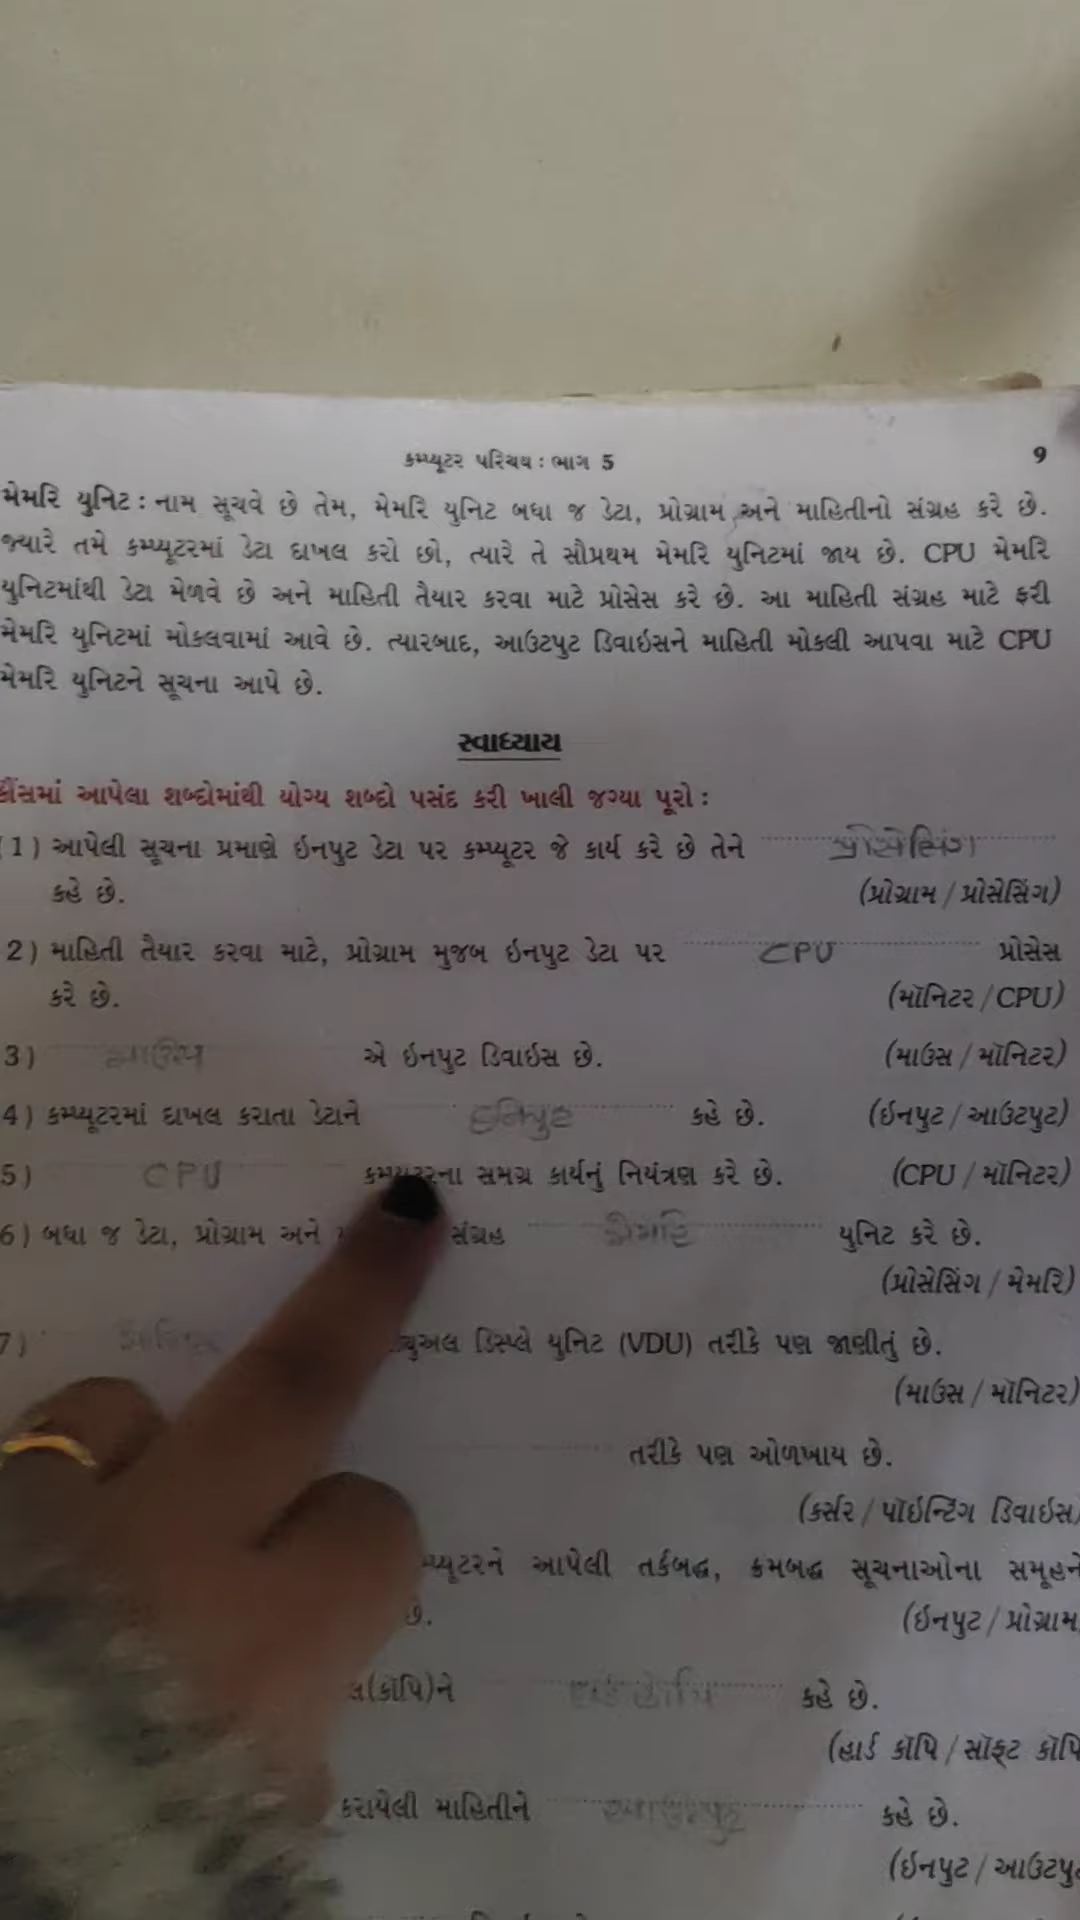 કમ્પ્યૂટર પરિચય : ભાગ 5 9
મેમરિ યુનિટ : નામ સૂચવે છે તેમ, મેમરિ યુનિટ બધા જ ડેટા, પ્રોગ્રામ અને માહિતીનો સંગ્રહ કરે છે.
જ્યારે તમે કમ્પ્યૂટરમાં ડેટા દાખલ કરો છો, ત્યારે તે સૌપ્રથમ મેમરિ યુનિટમાં જાય છે. CPU મેમરિ
યુનિટમાંથી ડેટા મેળવે છે અને માહિતી તૈયાર કરવા માટે પ્રોસેસ કરે છે. આ માહિતી સંગ્રહ માટે ફરી
મેમરિ યુનિટમાં મોકલવામાં આવે છે. ત્યારબાદ, આઉટપુટ ડિવાઇસને માહિતી મોકલી આપવા માટે CPU
મેમરિ યુનિટને સૂચના આપે છે.
સ્વાધ્યાય
કૌંસમાં આપેલા શબ્દોમાંથી યોગ્ય શબ્દો પસંદ કરી ખાલી જગ્યા પૂરો :
(1) આપેલી સૂચના પ્રમાણે ઇનપુટ ડેટા પર કમ્પ્યૂટર જે કાર્ય કરે છે તેને પ્રોસેસિંગ
કહે છે. (પ્રોગ્રામ / પ્રોસેસિંગ)
2) માહિતી તૈયાર કરવા માટે, પ્રોગ્રામ મુજબ ઇનપુટ ડેટા પર CPU પ્રોસેસ
કરે છે. (મૉનિટર / CPU)
3) એ ઇનપુટ ડિવાઇસ છે. (માઉસ / મૉનિટર)
4) કમ્પ્યૂટરમાં દાખલ કરાતા ડેટાને કહે છે. (ઇનપુટ / આઉટપુટ)
5) CPU કમ્પ્યૂટરના સમગ્ર કાર્યનું નિયંત્રણ કરે છે. (CPU / મૉનિટર)
6) બધા જ ડેટા, પ્રોગ્રામ અને સંગ્રહ મેમરિ યુનિટ કરે છે.
(પ્રોસેસિંગ / મેમરિ)
7) ડિસ્પ્લે યુનિટ (VDU) તરીકે પણ જાણીતું છે.
(માઉસ / મૉનિટર)
તરીકે પણ ઓળખાય છે.
(કર્સર / પૉઇન્ટિંગ ડિવાઇસ)
આપેલી તર્કબદ્ધ, ક્રમબદ્ધ સૂચનાઓના સમૂહને
છે. (ઇનપુટ / પ્રોગ્રામ
(કૉપિ)ને કહે છે.
(હાર્ડ કૉપિ / સૉફ્ટ કૉપિ
કરાયેલી માહિતીને કહે છે.
(ઇનપુટ / આઉટપુટ